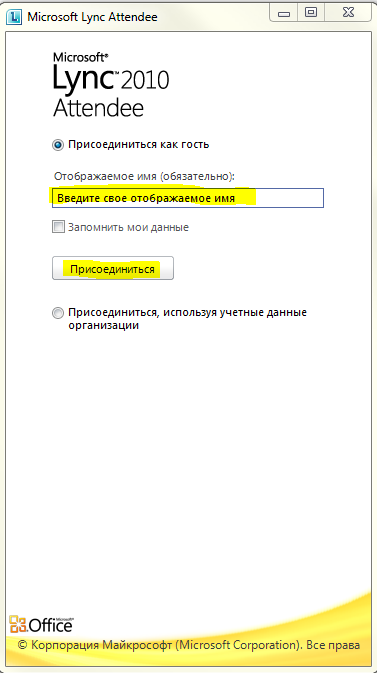 Microsoft Lync Attendee
Microsoft®
Lync™ 2010
Attendee
Присоединиться как гость
Отображаемое имя (обязательно):
Введите свое отображаемое имя
Запомнить мои данные
Присоединиться
Присоединиться, используя учетные данные
организации
Microsoft®
Office
© Корпорация Майкрософт (Microsoft Corporation). Все права